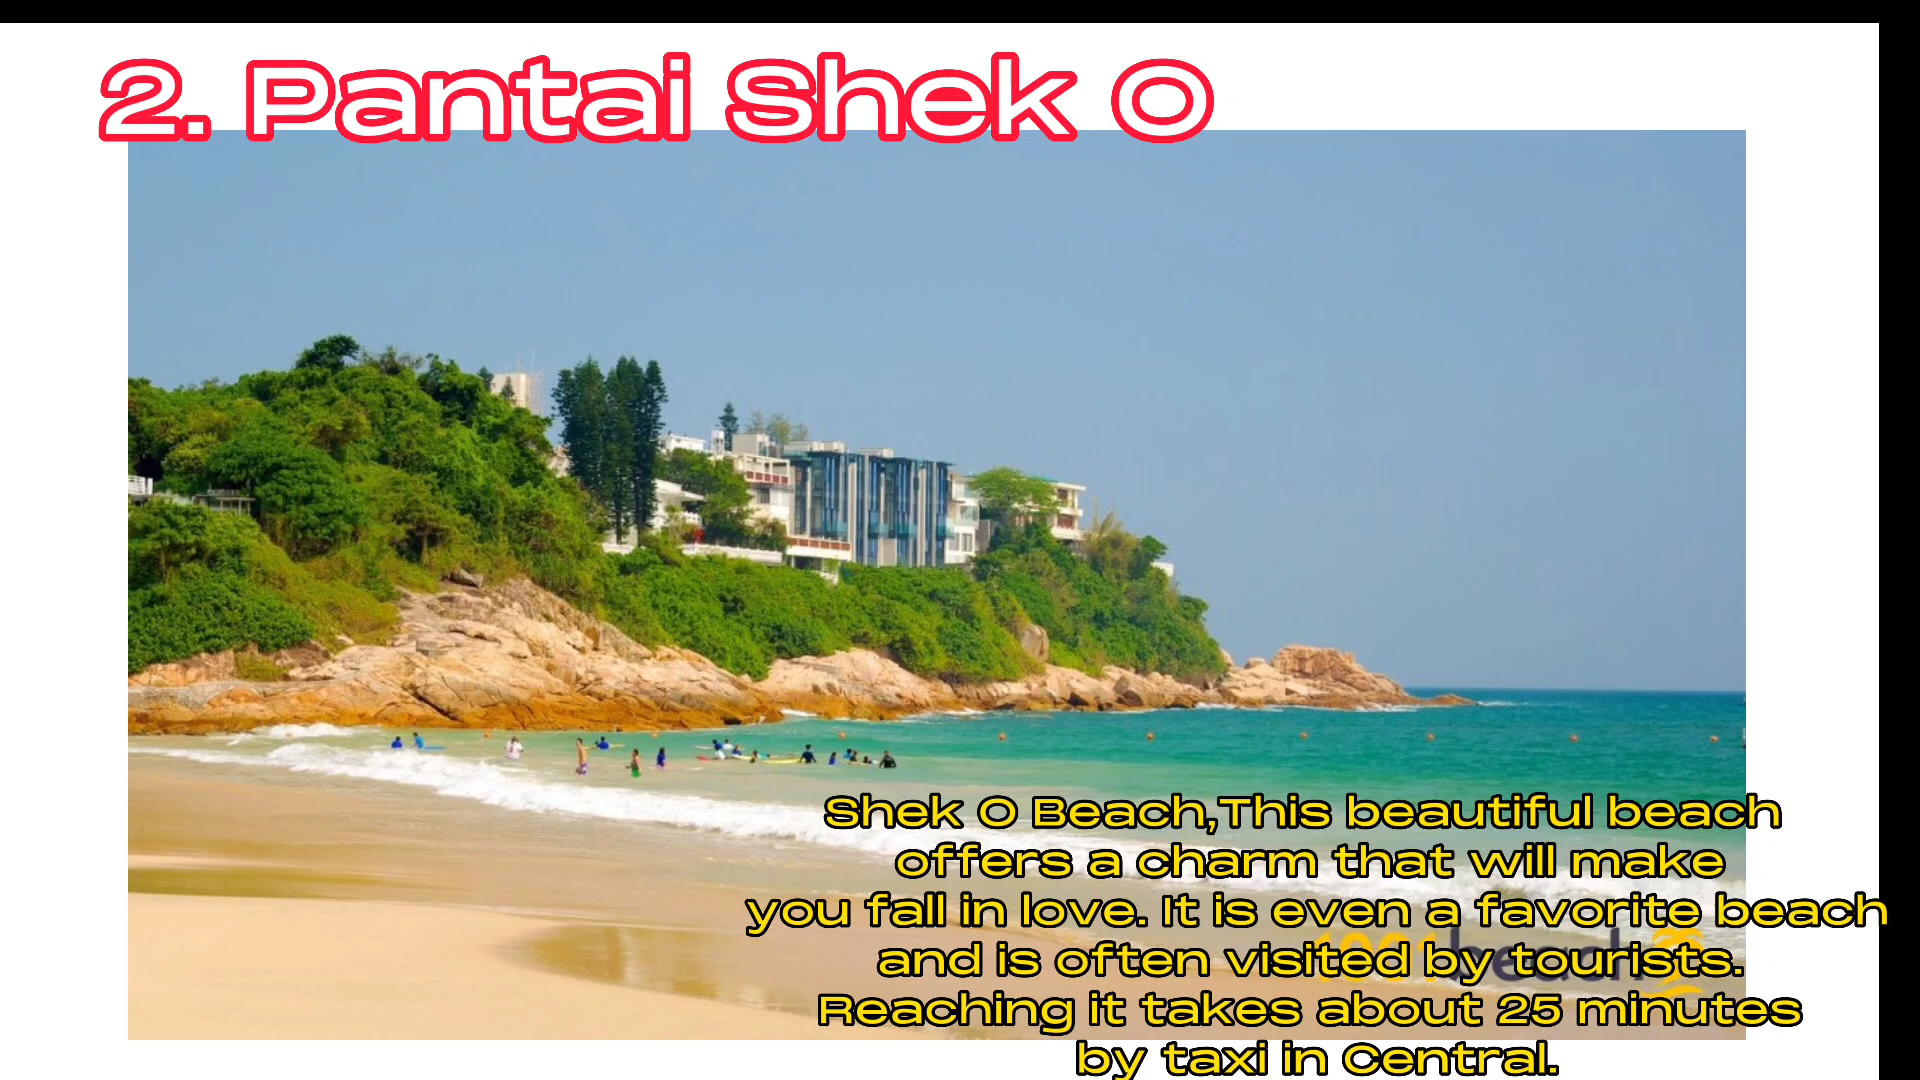 2. Pantai Shek O
Shek O Beach,This beautiful beach
offers a charm that will make
you fall in love. It is even a favorite beach
and is often visited by tourists.
Reaching it takes about 25 minutes
by taxi in Central.
1001beach